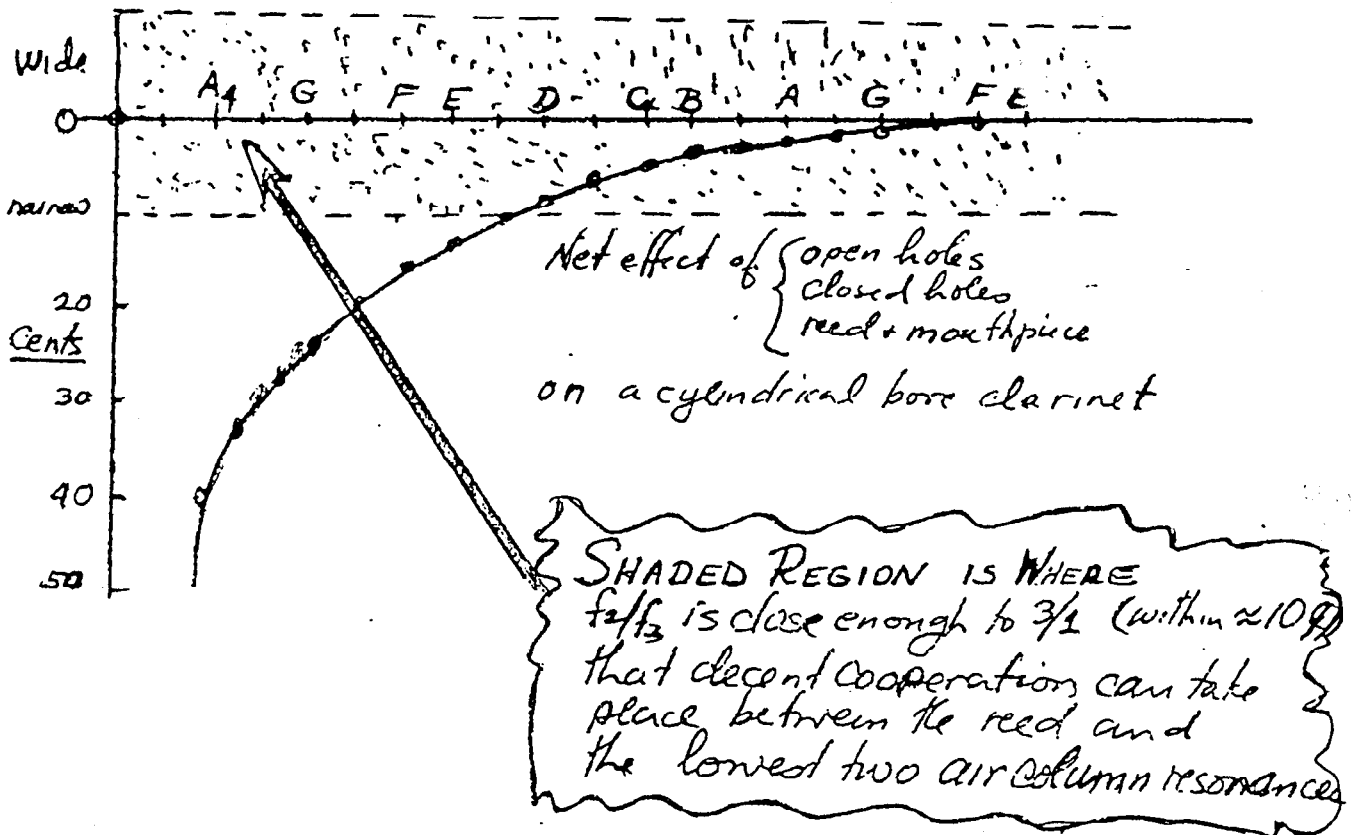 Wide
A4 G F E D C B A G F E
O
narrow
20
Cents
30
40
50
Net effect of { open holes
closed holes
reed + mouthpiece
on a cylindrical bore clarinet
SHADED REGION IS WHERE
f2/f3 is close enough to 3/1 (within ≈10¢)
that decent cooperation can take
place between the reed and
the lowest two air column resonances